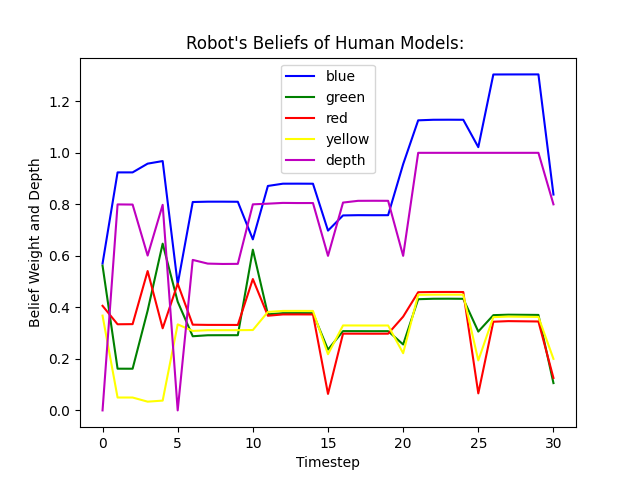 Robot's Beliefs of Human Models:
blue
green
red
yellow
depth
Belief Weight and Depth
1.2
1.0
0.8
0.6
0.4
0.2
0.0
0 5 10 15 20 25 30
Timestep